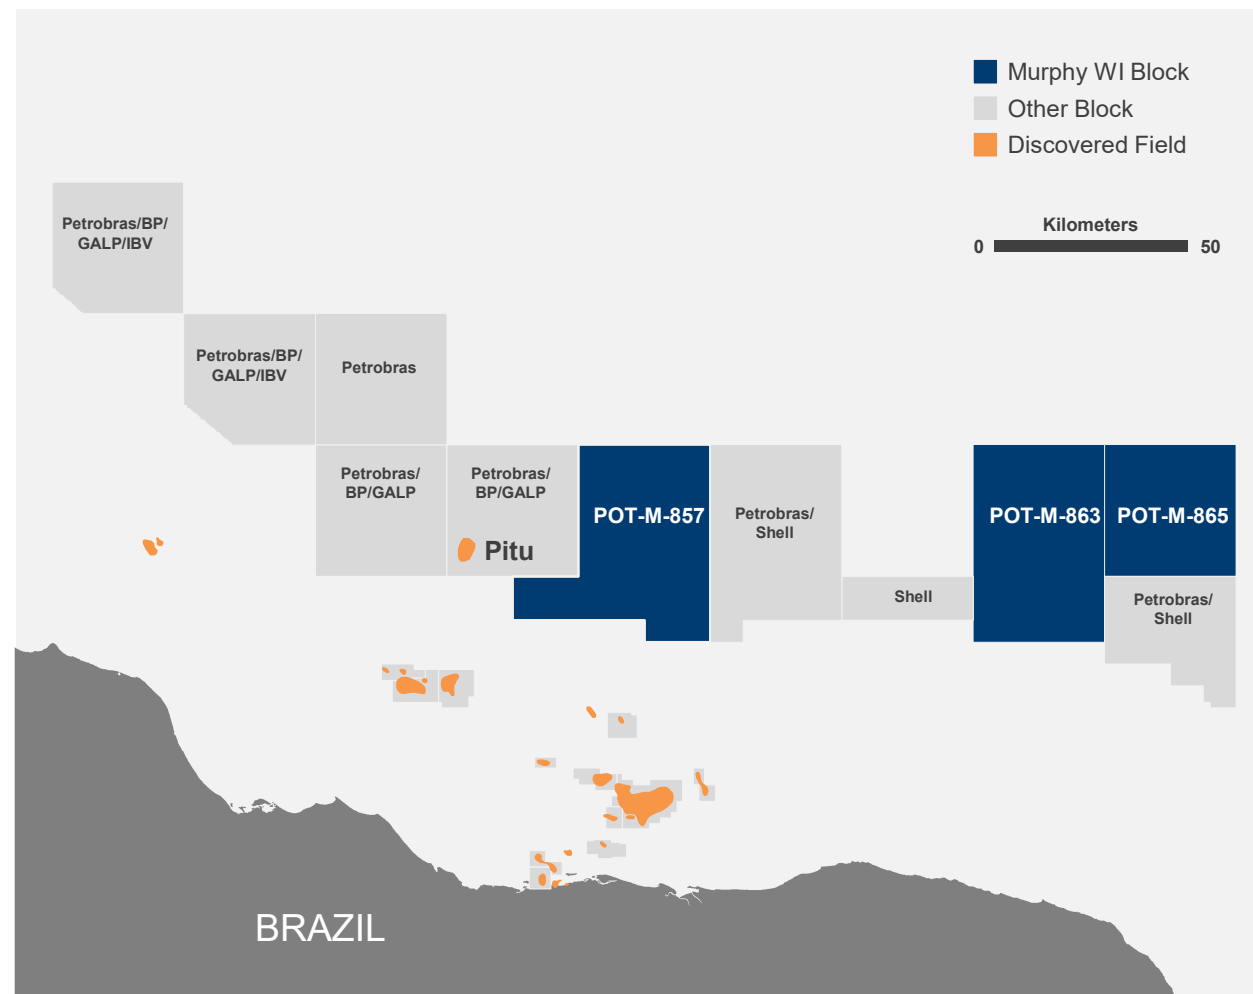 Murphy WI Block
Other Block
Discovered Field
Kilometers
0 50
Petrobras/BP/
GALP/IBV
Petrobras/BP/
GALP/IBV
Petrobras
Petrobras/
BP/GALP
Petrobras/
BP/GALP
Pitu
POT-M-857
Petrobras/
Shell
Shell
POT-M-863
POT-M-865
Petrobras/
Shell
BRAZIL